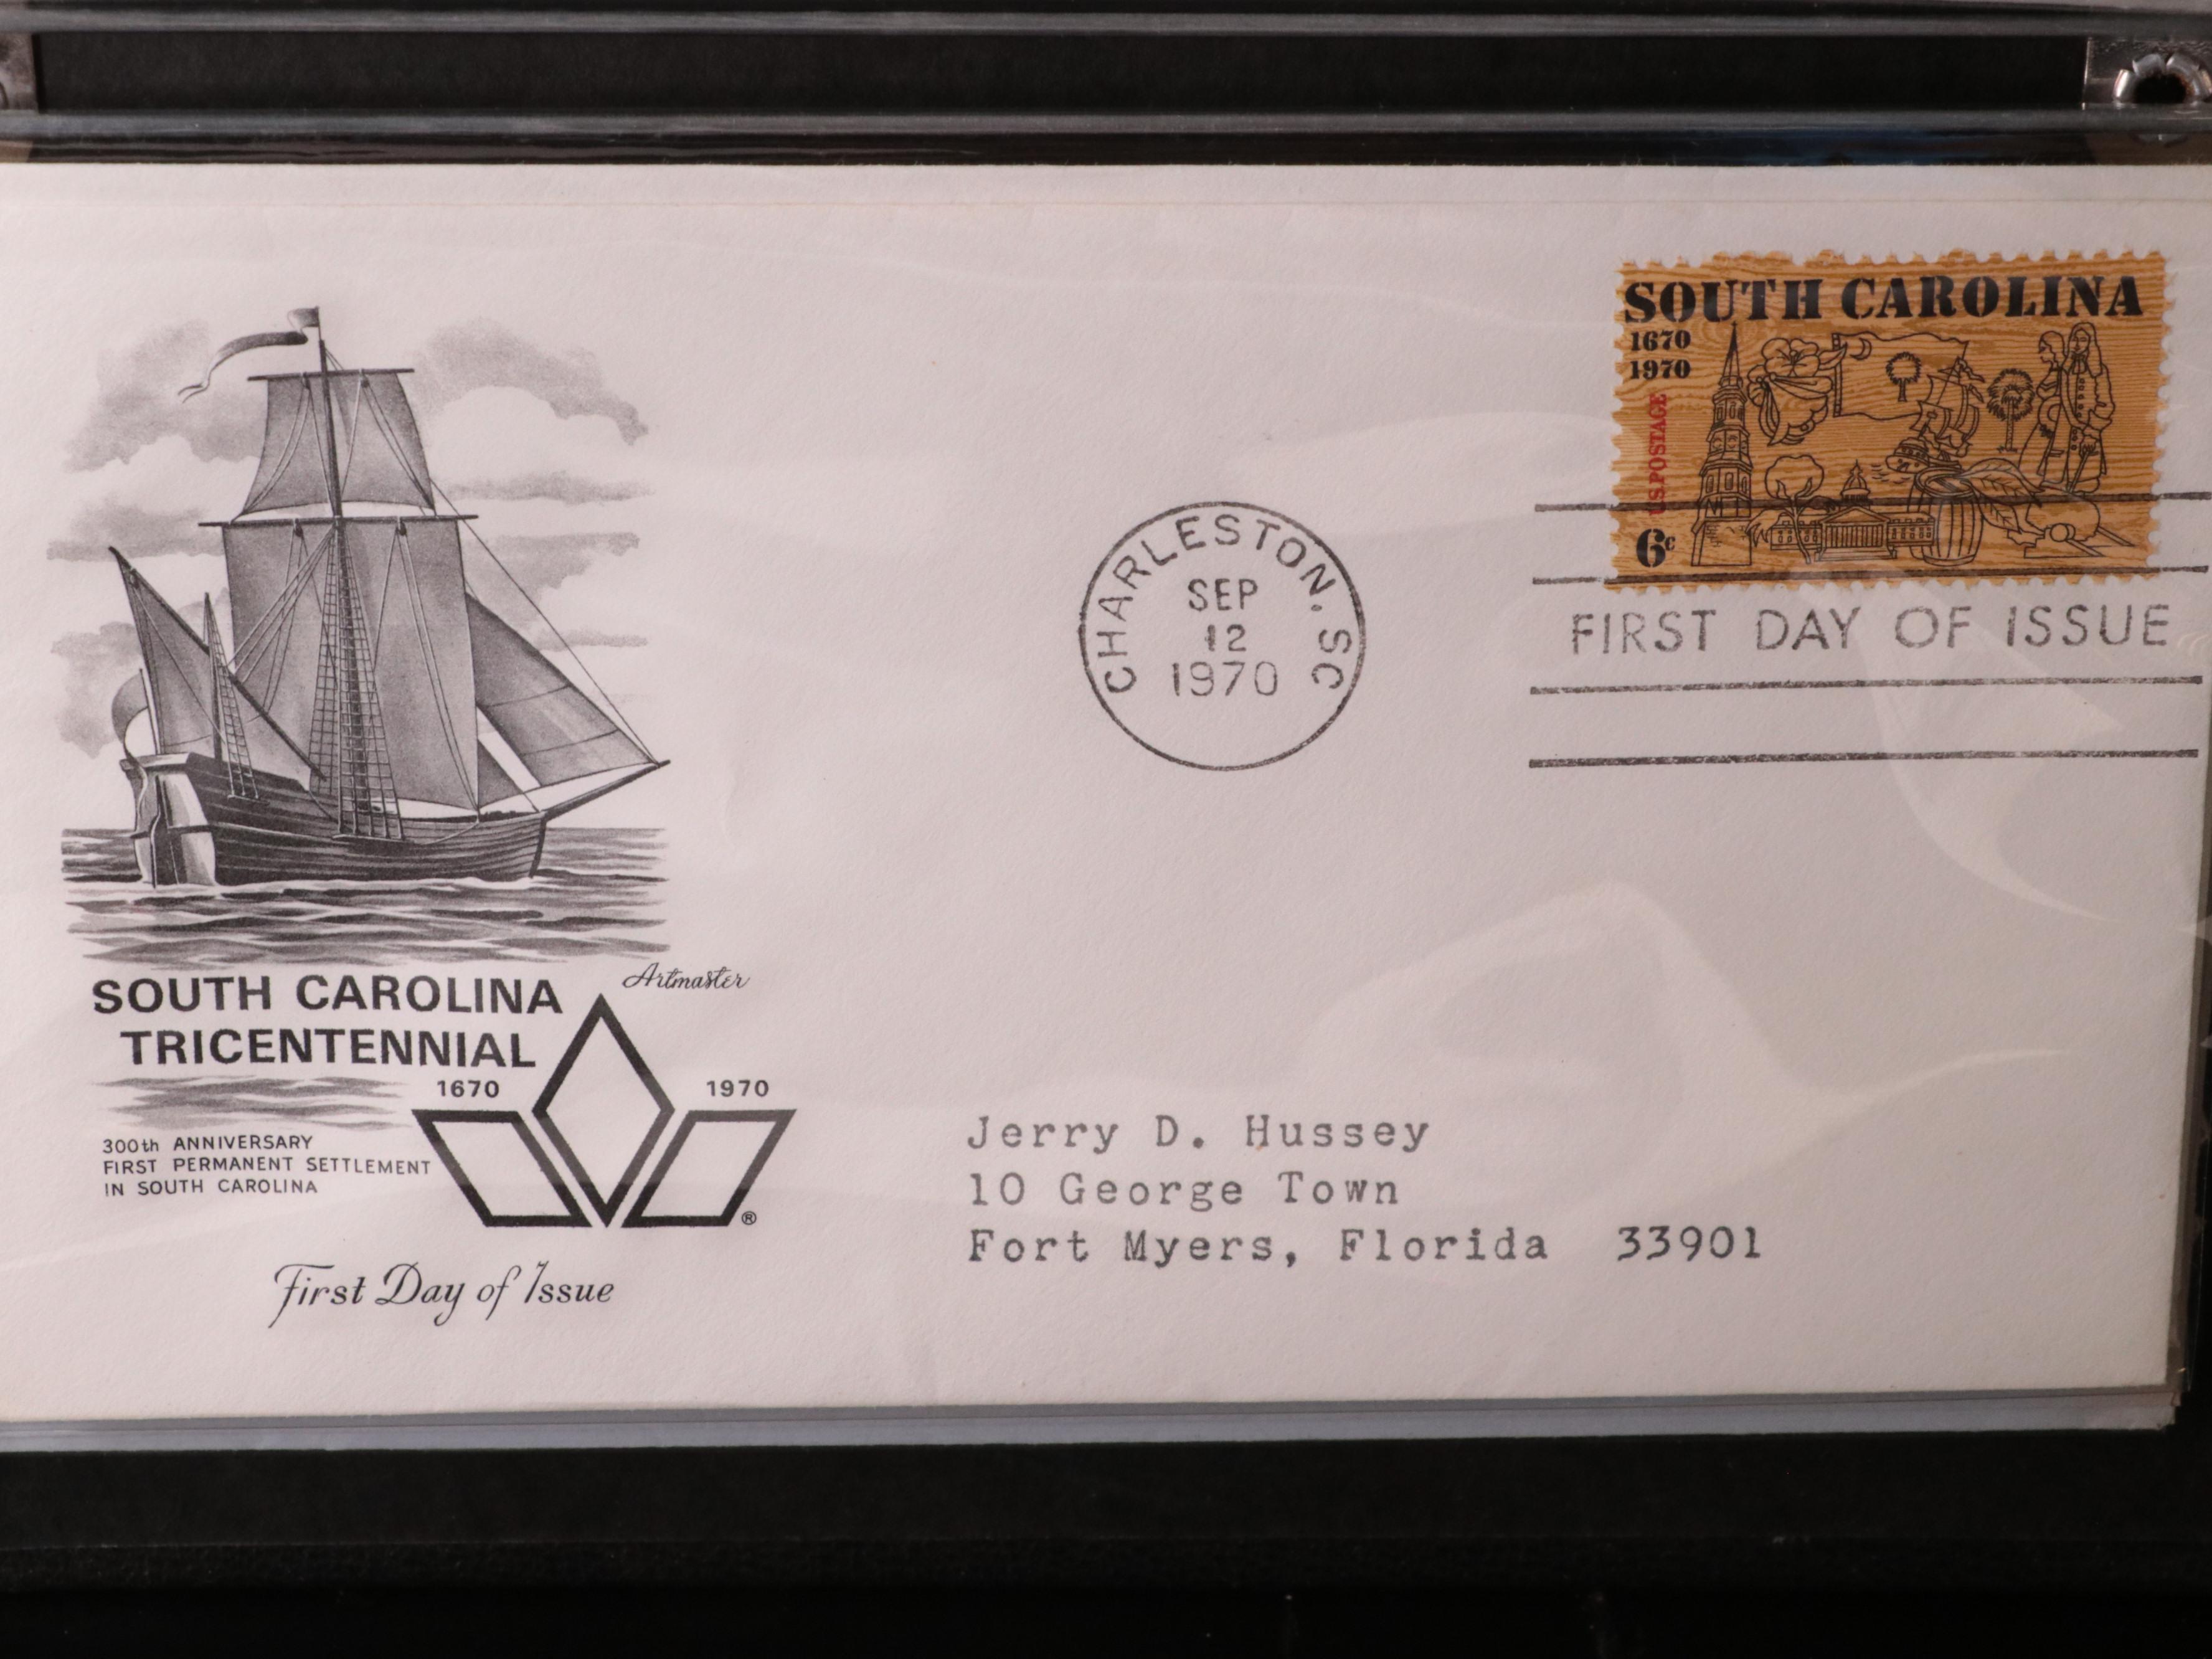 SOUTH CAROLINA
1670
1970
U.S. POSTAGE
6c
CHARLESTON. SC
SEP
12
1970
FIRST DAY OF ISSUE
Artmaster
SOUTH CAROLINA
TRICENTENNIAL
1670 1970
300th ANNIVERSARY
FIRST PERMANENT SETTLEMENT
IN SOUTH CAROLINA
®
First Day of Issue
Jerry D. Hussey
10 George Town
Fort Myers, Florida 33901